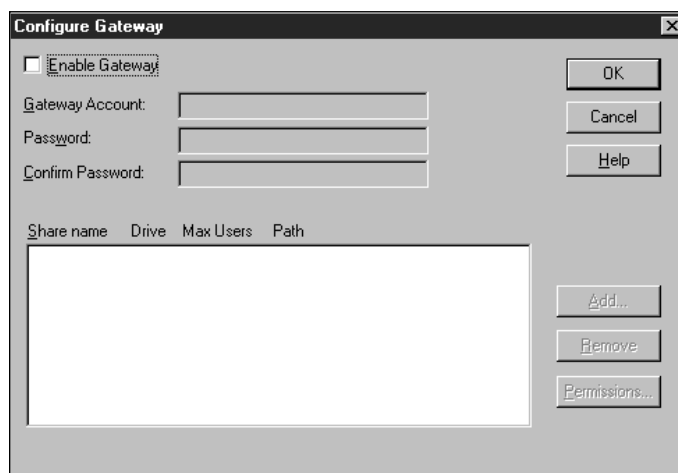 Configure Gateway
Enable Gateway
OK
Gateway Account:
Cancel
Password:
Help
Confirm Password:
Share name Drive Max Users Path
Add...
Remove
Permissions...